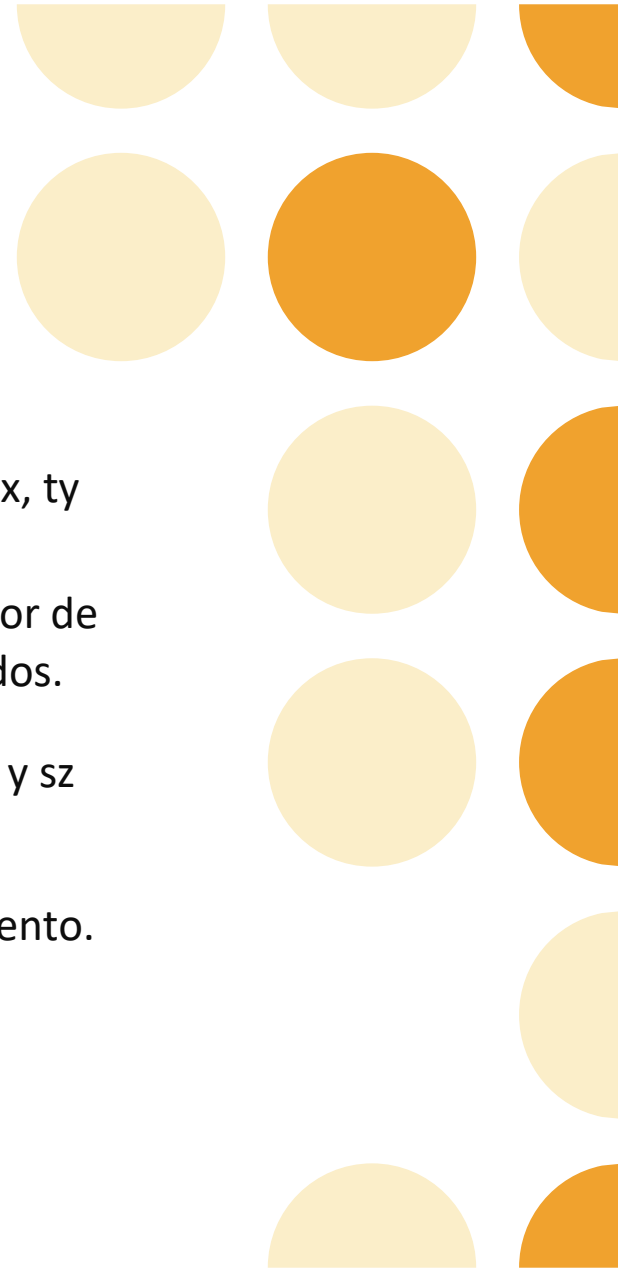 x, ty
or de
dos.
y sz
ento.